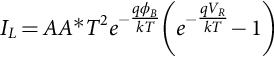 $I_L = AA^* T^2 e^{-\frac{q\phi_B}{kT}} \left( e^{-\frac{qV_R}{kT}} - 1 \right)$